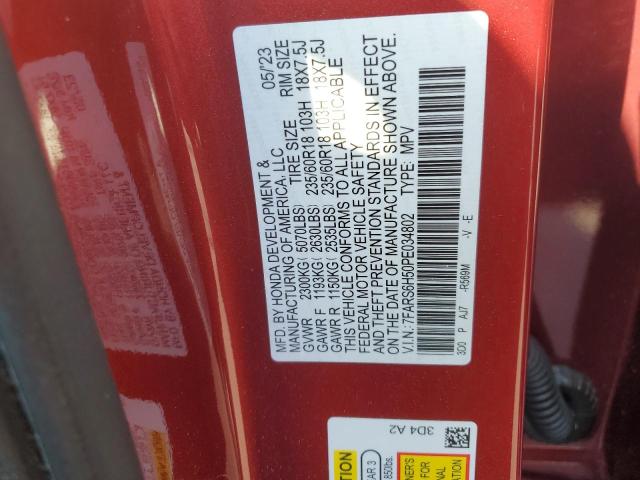 MFD. BY HONDA DEVELOPMENT & 05/'23
MANUFACTURING OF AMERICA, LLC
TIRE SIZE RIM SIZE
GVWR 2300KG( 5070LBS)
GAWR F 1193KG( 2630LBS) 235/60R18 103H 18X7.5J
GAWR R 1150KG( 2535LBS) 235/60R18 103H 18X7.5J
THIS VEHICLE CONFORMS TO ALL APPLICABLE
FEDERAL MOTOR VEHICLE SAFETY
AND THEFT PREVENTION STANDARDS IN EFFECT
ON THE DATE OF MANUFACTURE SHOWN ABOVE.
V.I.N.: 7FARS6H50PE034802 TYPE: MPV
3D0 P AJ7 -R569M -V -E
3D4 A2